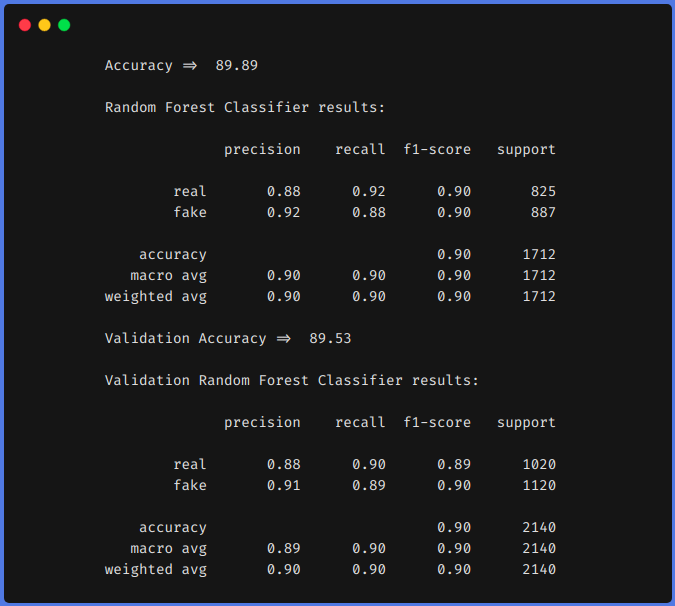 Accuracy => 89.89
Random Forest Classifier results:
precision recall f1-score support
real 0.88 0.92 0.90 825
fake 0.92 0.88 0.90 887
accuracy 0.90 1712
macro avg 0.90 0.90 0.90 1712
weighted avg 0.90 0.90 0.90 1712
Validation Accuracy => 89.53
Validation Random Forest Classifier results:
precision recall f1-score support
real 0.88 0.90 0.89 1020
fake 0.91 0.89 0.90 1120
accuracy 0.90 2140
macro avg 0.89 0.90 0.90 2140
weighted avg 0.90 0.90 0.90 2140